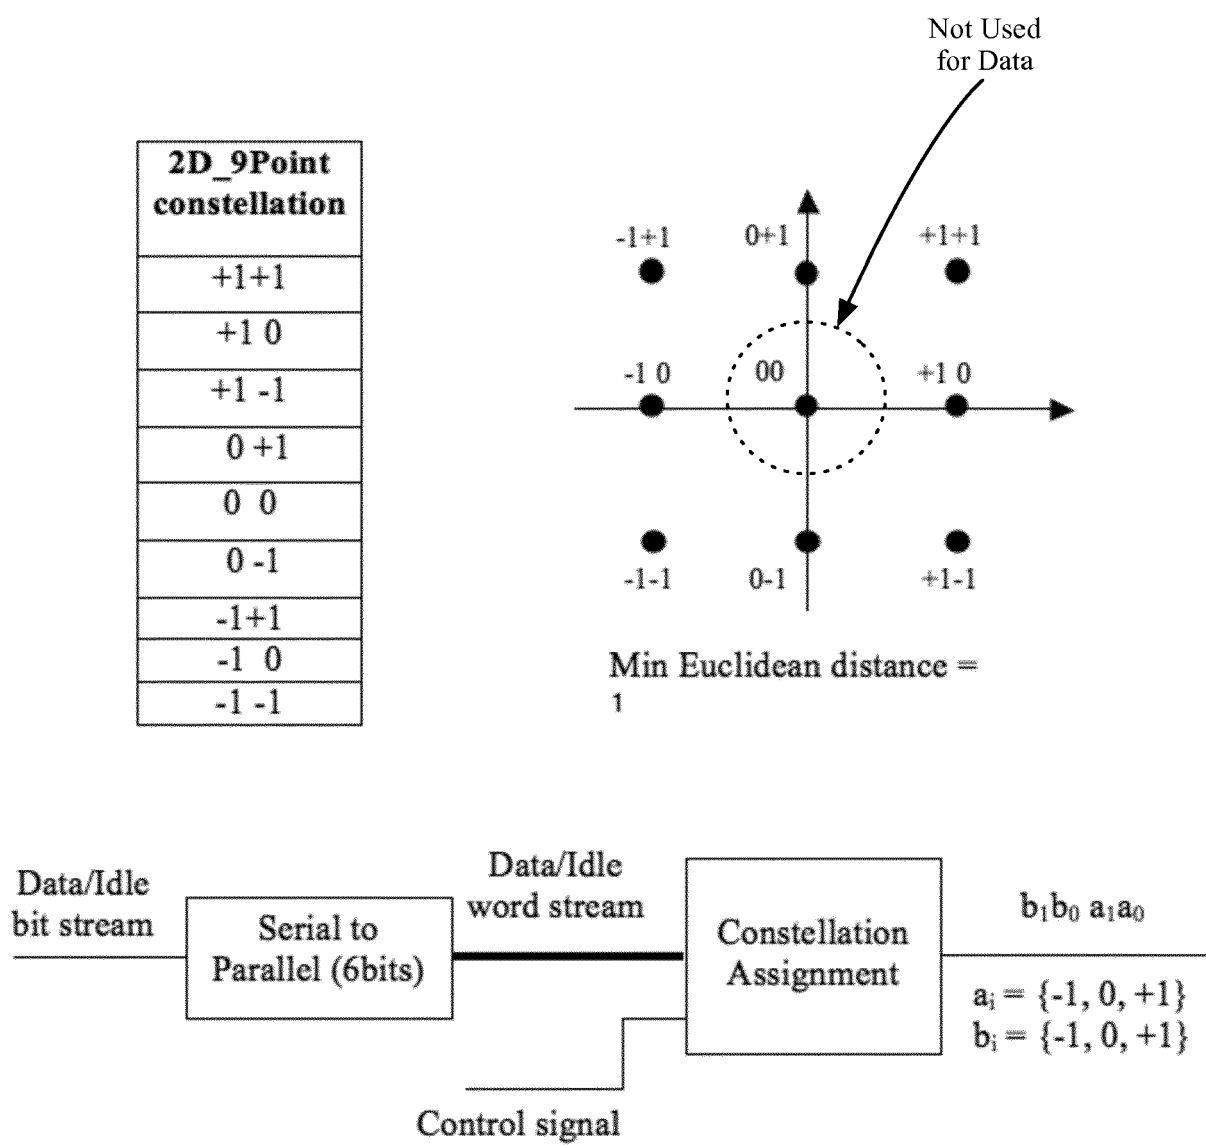 Not Used
for Data
2D_9Point
constellation
+1+1
+1 0
+1 -1
0 +1
0 0
0 -1
-1+1
-1 0
-1 -1
-1+1
0+1
+1+1
-1 0
00
+1 0
-1-1
0-1
+1-1
Min Euclidean distance =
1
Data/Idle
bit stream
Serial to
Parallel (6bits)
Data/Idle
word stream
Constellation
Assignment
b₁b₀ a₁a₀
aᵢ = {-1, 0, +1}
bᵢ = {-1, 0, +1}
Control signal